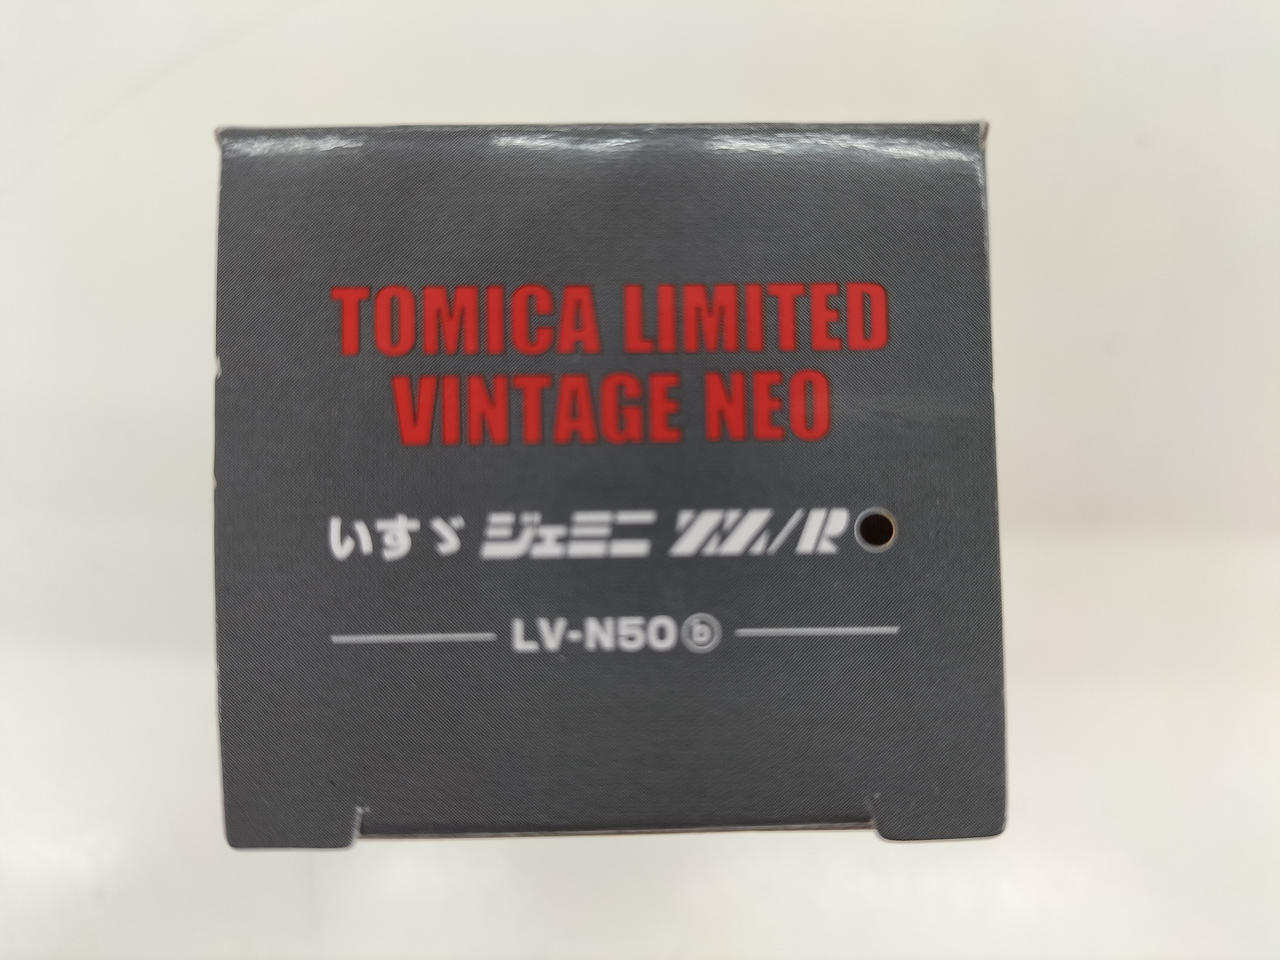 TOMICA LIMITED
VINTAGE NEO
いすゞ ジェミニ ZZ/R
LV-N50ⓑ